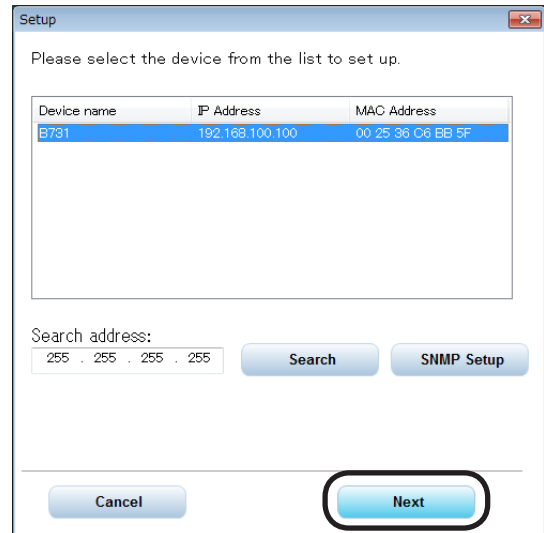 Setup
Please select the device from the list to set up.
Device name IP Address MAC Address
B731 192.168.100.100 00 25 36 C6 BB 5F
Search address:
255 . 255 . 255 . 255 Search SNMP Setup
Cancel Next